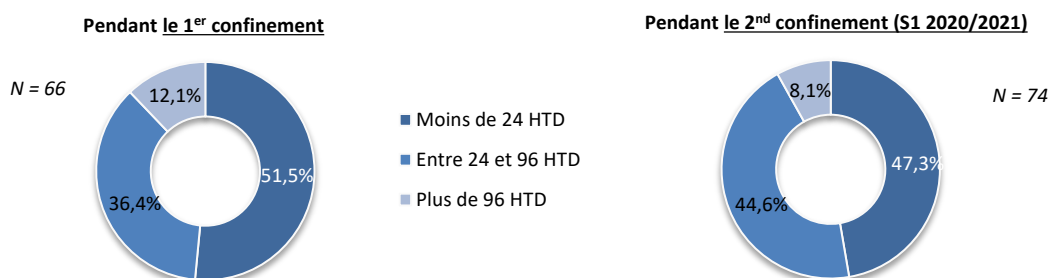 Pendant le 1er confinement
N = 66
12,1%
51,5%
36,4%
Moins de 24 HTD
Entre 24 et 96 HTD
Plus de 96 HTD
Pendant le 2nd confinement (S1 2020/2021)
N = 74
8,1%
47,3%
44,6%